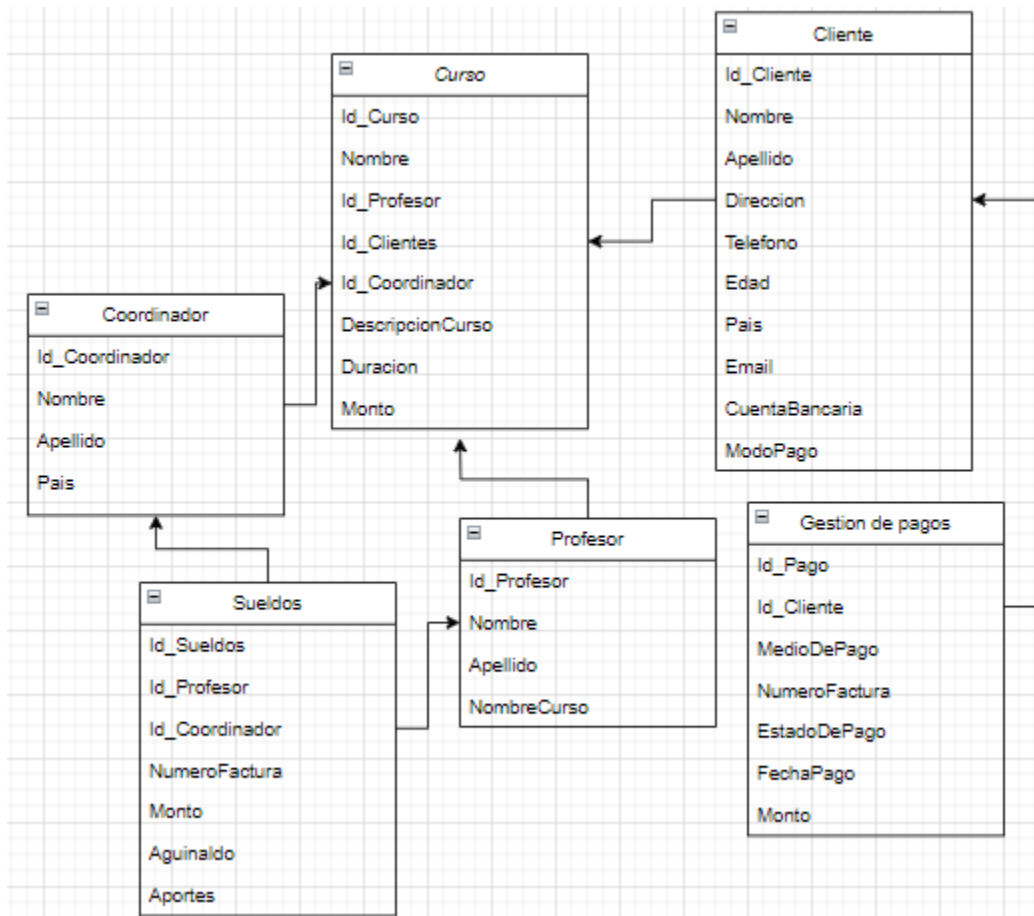 Cliente
Id_Cliente
Nombre
Apellido
Direccion
Telefono
Edad
Pais
Email
CuentaBancaria
ModoPago
Curso
Id_Curso
Nombre
Id_Profesor
Id_Clientes
Id_Coordinador
DescripcionCurso
Duracion
Monto
Coordinador
Id_Coordinador
Nombre
Apellido
Pais
Gestion de pagos
Id_Pago
Id_Cliente
MedioDePago
NumeroFactura
EstadoDePago
FechaPago
Monto
Profesor
Id_Profesor
Nombre
Apellido
NombreCurso
Sueldos
Id_Sueldos
Id_Profesor
Id_Coordinador
NumeroFactura
Monto
Aguinaldo
Aportes